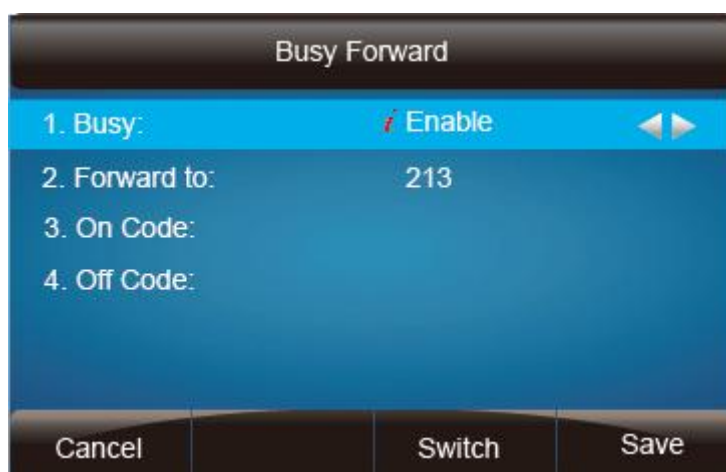 Busy Forward
1. Busy: i Enable
2. Forward to: 213
3. On Code:
4. Off Code:
Cancel Switch Save